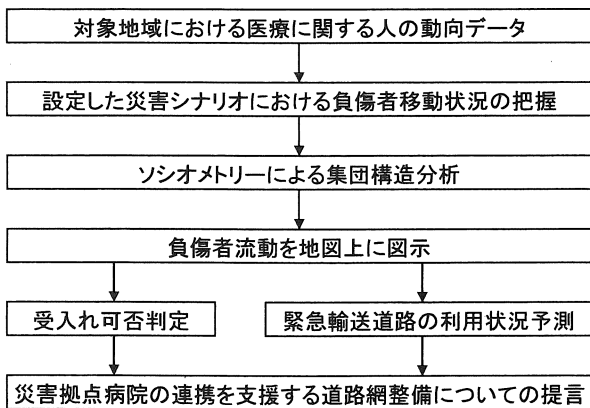 対象地域における医療に関する人の動向データ
設定した災害シナリオにおける負傷者移動状況の把握
ソシオメトリーによる集団構造分析
負傷者流動を地図上に図示
受入れ可否判定
緊急輸送道路の利用状況予測
災害拠点病院の連携を支援する道路網整備についての提言